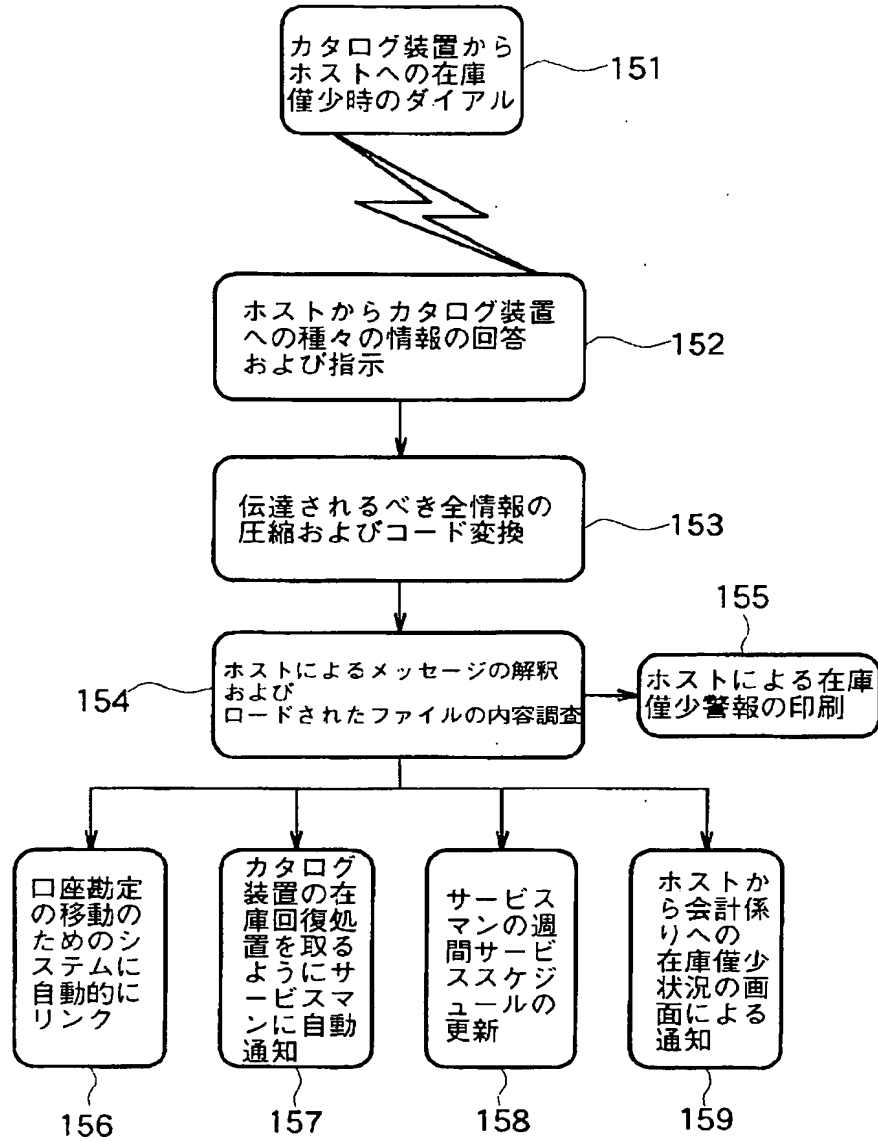 カタログ装置から
ホストへの在庫
僅少時のダイアル
151
ホストからカタログ装置
への種々の情報の回答
および指示
152
伝達されるべき全情報の
圧縮およびコード変換
153
ホストによるメッセージの解釈
および
ロードされたファイルの内容調査
154
155
ホストによる在庫
僅少警報の印刷
口座勘定
の移動の
ためのシ
ステムに
自動的に
リンク
156
カタログ
装置の在
庫回復処
置を取る
ようにサ
ービスマ
ンに自動
通知
157
サービス
マンの週
間サービ
ススケジ
ュールの
更新
158
ホストか
ら会計係
りへの
在庫僅少
状況の画
面による
通知
159